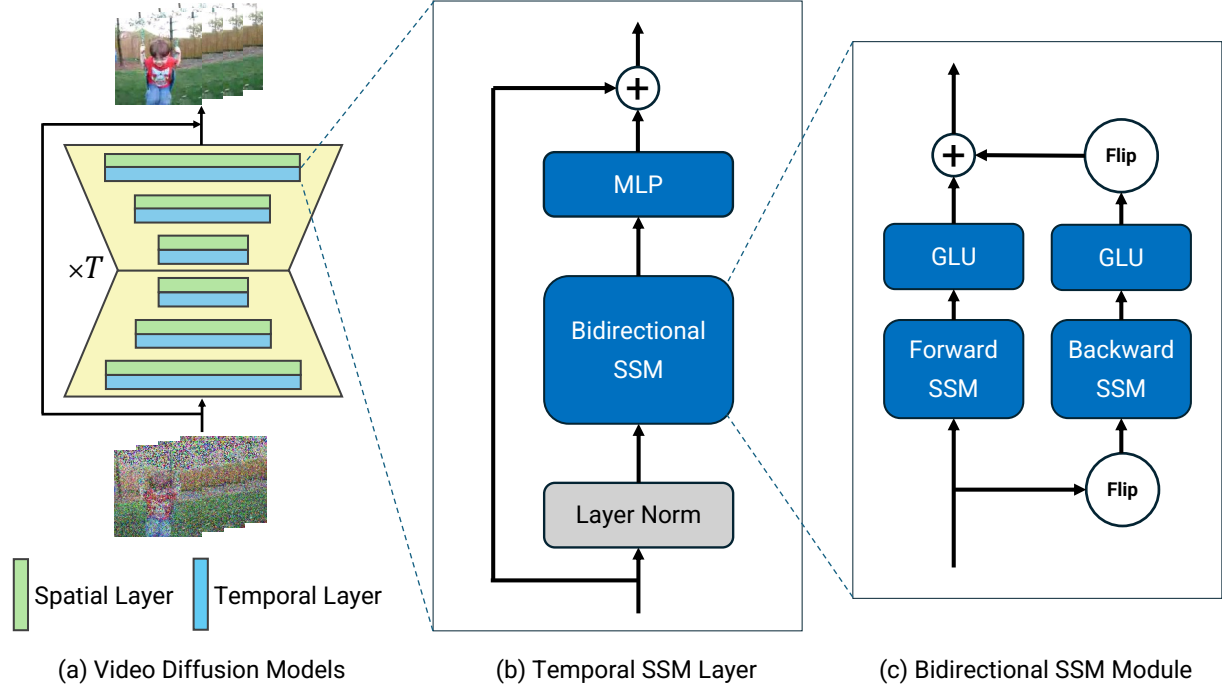 ×T
Spatial Layer
Temporal Layer
(a) Video Diffusion Models
+
MLP
Bidirectional
SSM
Layer Norm
(b) Temporal SSM Layer
+
Flip
GLU
GLU
Forward
SSM
Backward
SSM
Flip
(c) Bidirectional SSM Module